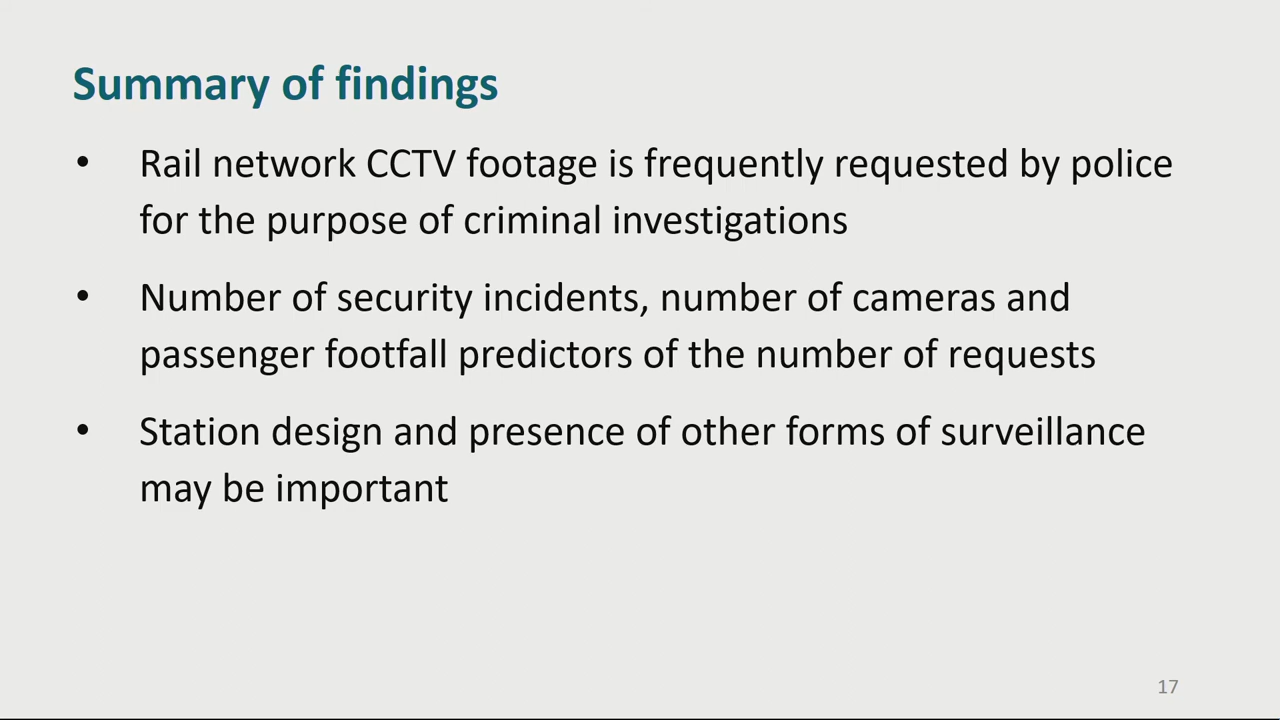 Summary of findings
• Rail network CCTV footage is frequently requested by police
for the purpose of criminal investigations
• Number of security incidents, number of cameras and
passenger footfall predictors of the number of requests
• Station design and presence of other forms of surveillance
may be important
17